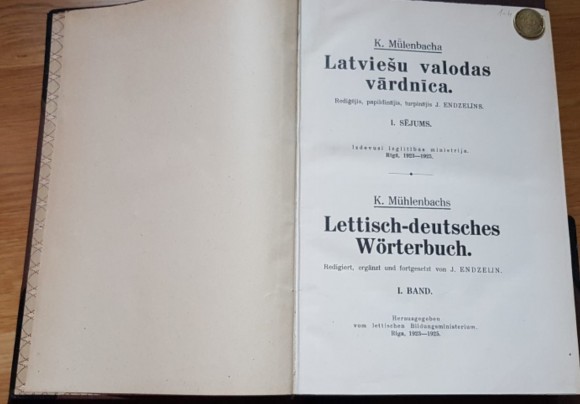 K. Mǖlenbacha
Latviešu valodas
vārdnīca.
Rediģējis, papildinājis, turpinājis J. ENDZELĪNS.
I. SĒJUMS.
Izdevusi izglītības ministrija.
Rīgā, 1923—1925.
K. Mühlenbachs
Lettisch-deutsches
Wörterbuch.
Redigiert, ergänzt und fortgesetzt von J. ENDZELIN.
I. BAND.
Herausgegeben
vom lettischen Bildungsministerium.
Riga, 1923—1925.